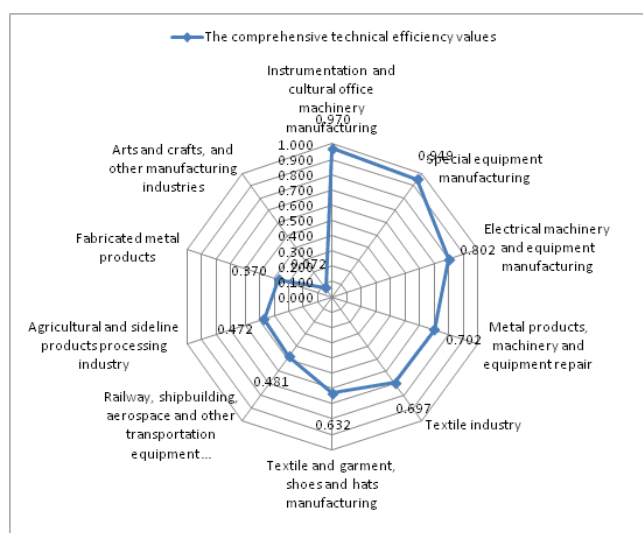 The comprehensive technical efficiency values
Instrumentation and
cultural office
machinery
manufacturing
0.970
0.949
Special equipment
manufacturing
0.802
Electrical machinery
and equipment
manufacturing
Metal products,
machinery and
equipment repair
0.702
Textile industry
0.697
Textile and garment,
shoes and hats
manufacturing
0.632
Railway, shipbuilding,
aerospace and other
transportation
equipment...
0.481
Agricultural and sideline
products processing
industry
0.472
Fabricated metal
products
0.370
Arts and crafts, and
other manufacturing
industries
0.072
1.000
0.900
0.800
0.700
0.600
0.500
0.400
0.300
0.200
0.100
0.000